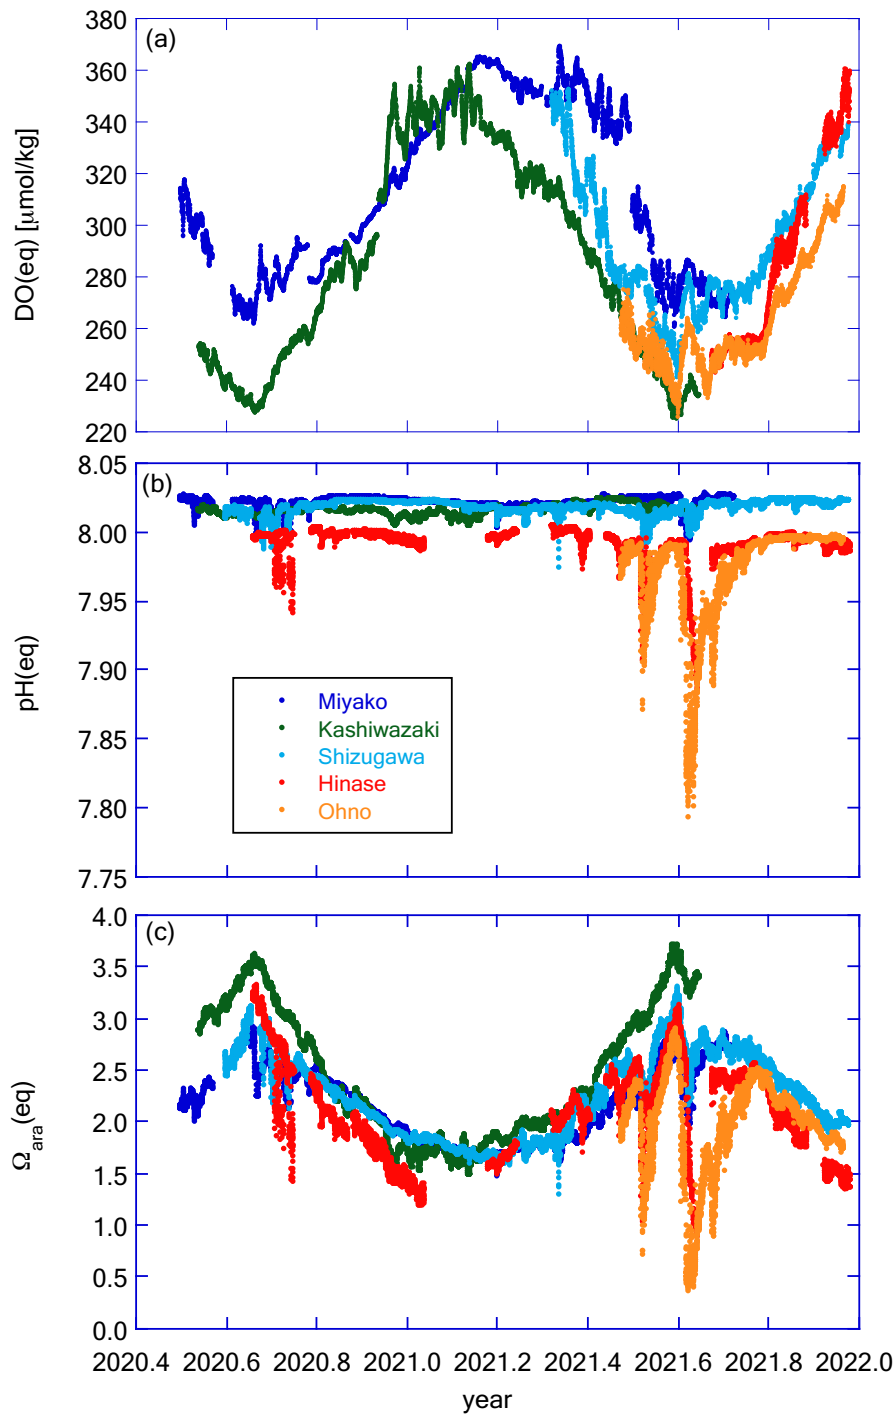 (a)
380
360
340
320
300
280
260
240
220
DO(eq) [μmol/kg]
(b)
8.05
8.00
7.95
7.90
7.85
7.80
7.75
pH(eq)
Miyako
Kashiwazaki
Shizugawa
Hinase
Ohno
(c)
4.0
3.5
3.0
2.5
2.0
1.5
1.0
0.5
0.0
Ωara(eq)
2020.4 2020.6 2020.8 2021.0 2021.2 2021.4 2021.6 2021.8 2022.0
year